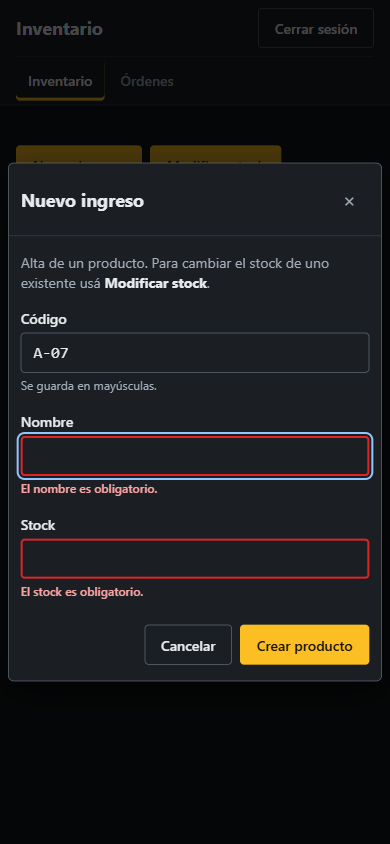 Inventario
Cerrar sesión
Inventario
Órdenes
Nuevo ingreso
×
Alta de un producto. Para cambiar el stock de uno
existente usá Modificar stock.
Código
A-07
Se guarda en mayúsculas.
Nombre
El nombre es obligatorio.
Stock
El stock es obligatorio.
Cancelar
Crear producto